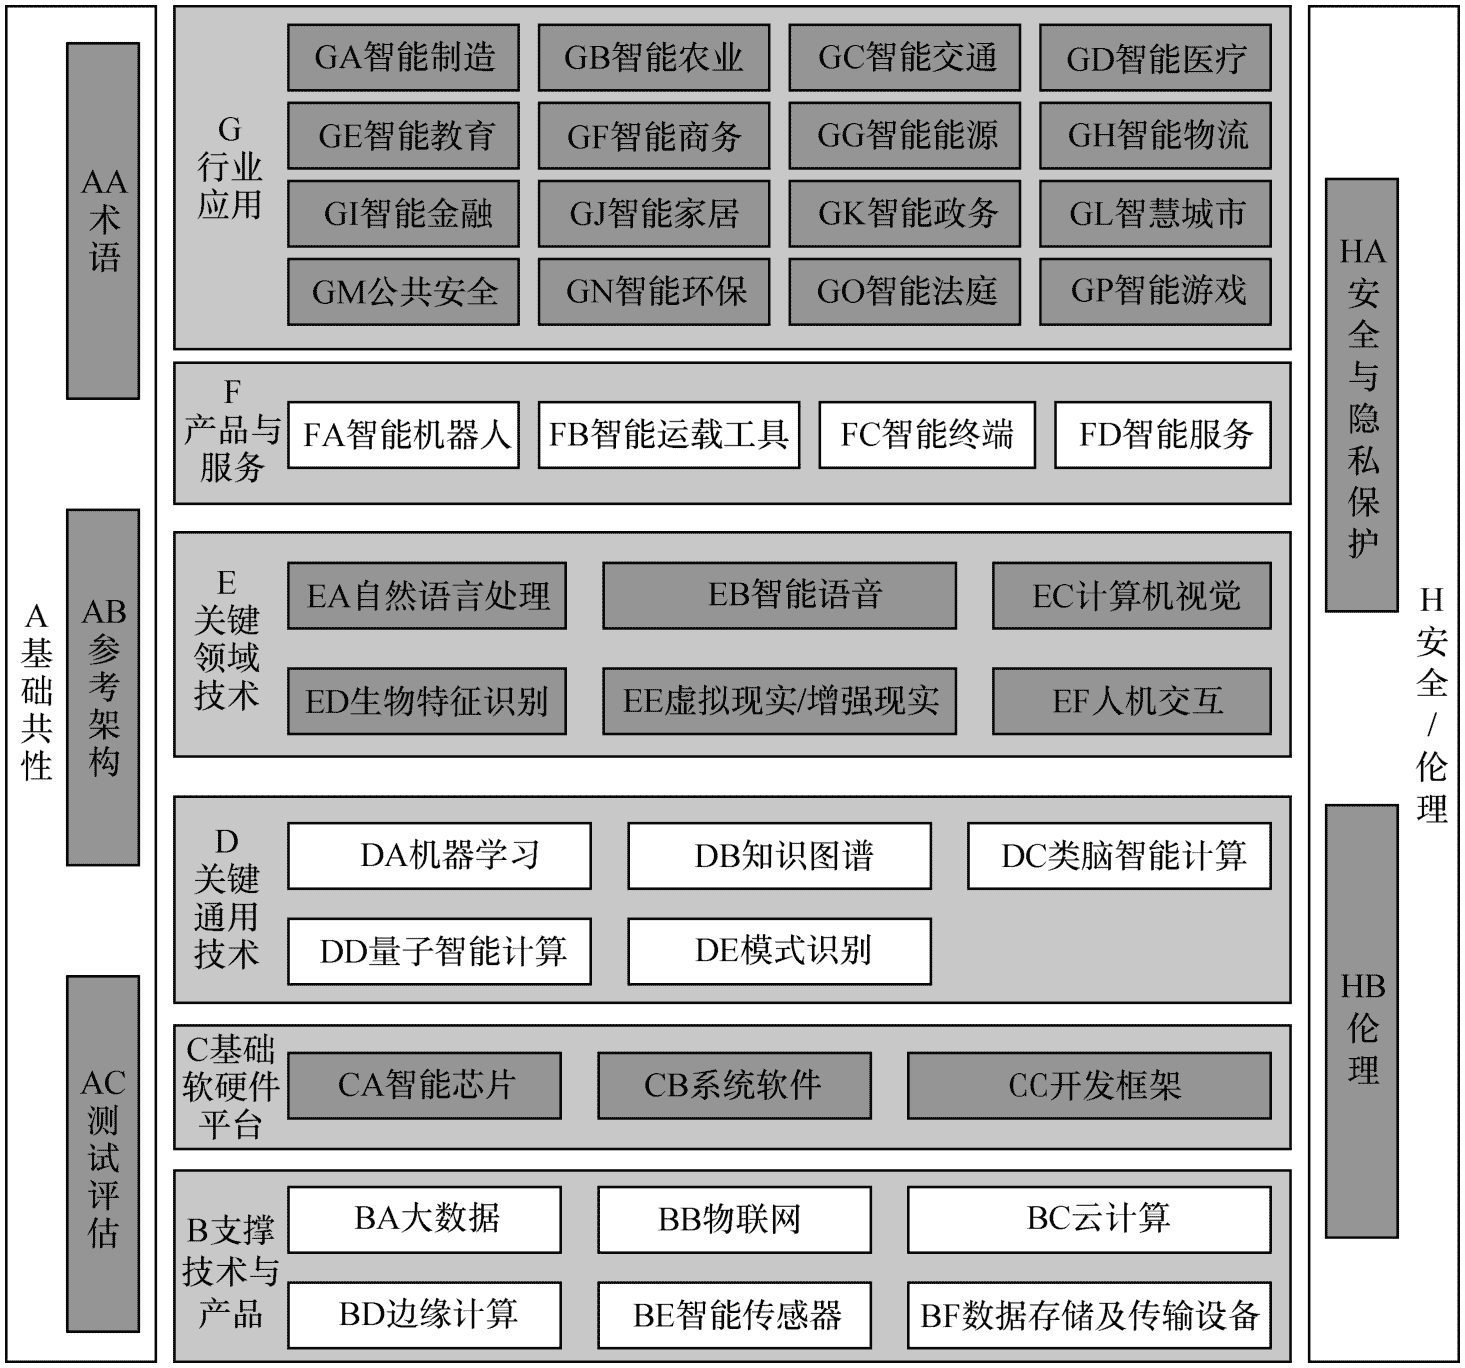 A
基
础
共
性
AA
术
语
AB
参
考
架
构
AC
测
试
评
估
G
行业
应用
GA智能制造
GB智能农业
GC智能交通
GD智能医疗
GE智能教育
GF智能商务
GG智能能源
GH智能物流
GI智能金融
GJ智能家居
GK智能政务
GL智慧城市
GM公共安全
GN智能环保
GO智能法庭
GP智能游戏
F
产品与
服务
FA智能机器人
FB智能运载工具
FC智能终端
FD智能服务
E
关键
领域
技术
EA自然语言处理
EB智能语音
EC计算机视觉
ED生物特征识别
EE虚拟现实/增强现实
EF人机交互
D
关键
通用
技术
DA机器学习
DB知识图谱
DC类脑智能计算
DD量子智能计算
DE模式识别
C基础
软硬件
平台
CA智能芯片
CB系统软件
CC开发框架
B支撑
技术与
产品
BA大数据
BB物联网
BC云计算
BD边缘计算
BE智能传感器
BF数据存储及传输设备
HA
安
全
与
隐
私
保
护
HB
伦
理
H
安
全
/
伦
理